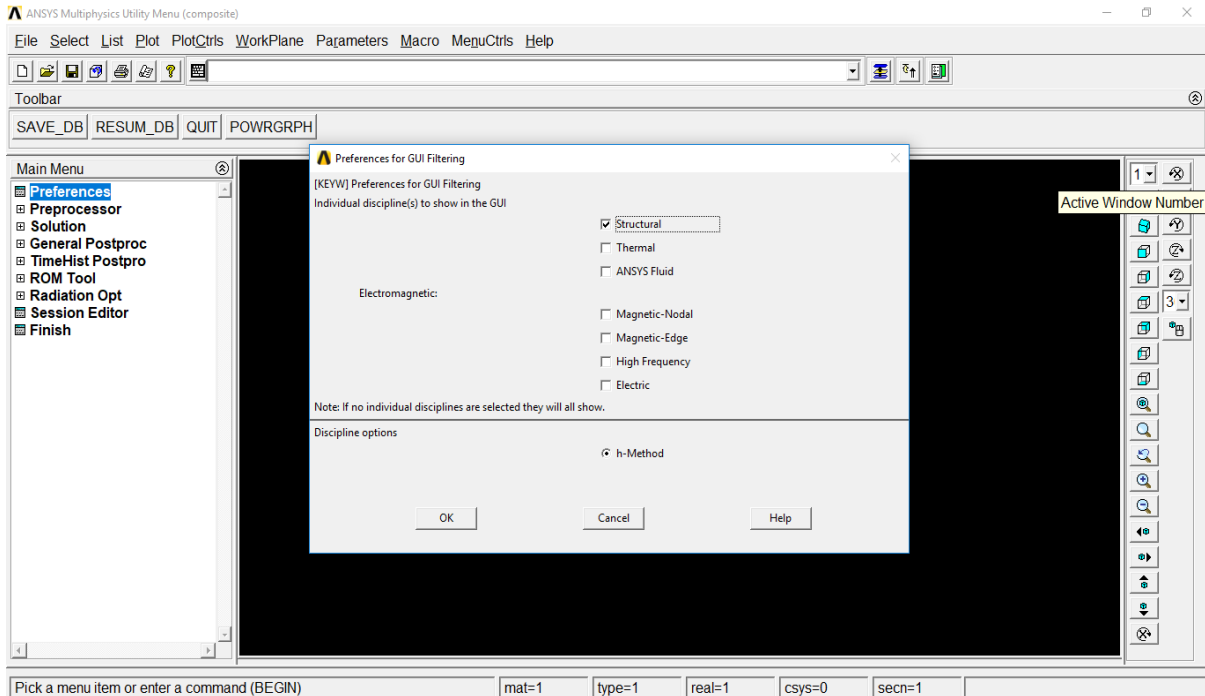 ANSYS Multiphysics Utility Menu (composite)
File Select List Plot PlotCtrls WorkPlane Parameters Macro MenuCtrls Help
Toolbar
SAVE_DB RESUM_DB QUIT POWRGRPH
Main Menu
Preferences
Preprocessor
Solution
General Postproc
TimeHist Postpro
ROM Tool
Radiation Opt
Session Editor
Finish
Preferences for GUI Filtering
[KEYW] Preferences for GUI Filtering
Individual discipline(s) to show in the GUI
Structural
Thermal
ANSYS Fluid
Electromagnetic:
Magnetic-Nodal
Magnetic-Edge
High Frequency
Electric
Note: If no individual disciplines are selected they will all show.
Discipline options
h-Method
OK Cancel Help
1
Active Window Number
3
Pick a menu item or enter a command (BEGIN) mat=1 type=1 real=1 csys=0 secn=1